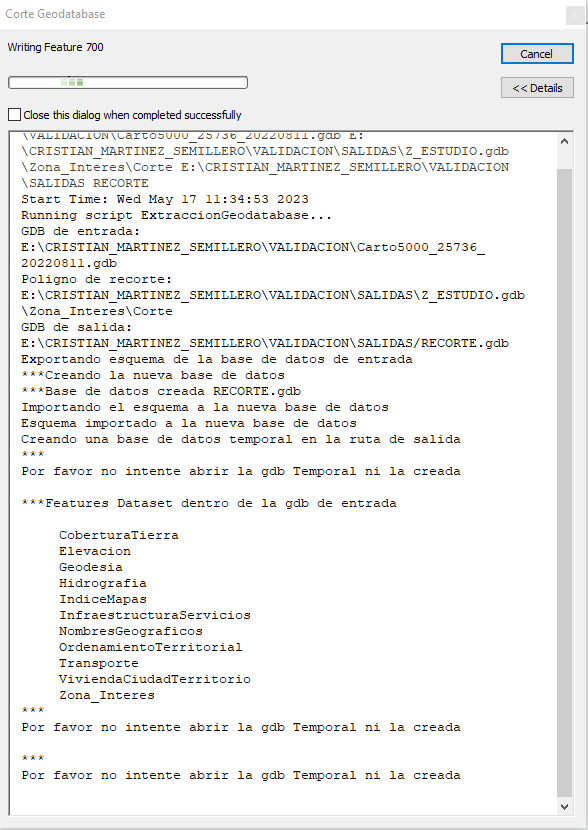 Corte Geodatabase
Writing Feature 700
Cancel
<< Details
Close this dialog when completed successfully
\VALIDACION\Carto5000_25736_20220811.gdb E:
\CRISTIAN_MARTINEZ_SEMILLERO\VALIDACION\SALIDAS\Z_ESTUDIO.gdb
\Zona_Interes\Corte E:\CRISTIAN_MARTINEZ_SEMILLERO\VALIDACION
\SALIDAS RECORTE
Start Time: Wed May 17 11:34:53 2023
Running script ExtraccionGeodatabase...
GDB de entrada:
E:\CRISTIAN_MARTINEZ_SEMILLERO\VALIDACION\Carto5000_25736_
20220811.gdb
Poligno de recorte:
E:\CRISTIAN_MARTINEZ_SEMILLERO\VALIDACION\SALIDAS\Z_ESTUDIO.gdb
\Zona_Interes\Corte
GDB de salida:
E:\CRISTIAN_MARTINEZ_SEMILLERO\VALIDACION\SALIDAS/RECORTE.gdb
Exportando esquema de la base de datos de entrada
***Creando la nueva base de datos
***Base de datos creada RECORTE.gdb
Importando el esquema a la nueva base de datos
Esquema importado a la nueva base de datos
Creando una base de datos temporal en la ruta de salida
***
Por favor no intente abrir la gdb Temporal ni la creada
***Features Dataset dentro de la gdb de entrada
CoberturaTierra
Elevacion
Geodesia
Hidrografia
IndiceMapas
InfraestructuraServicios
NombresGeograficos
OrdenamientoTerritorial
Transporte
ViviendaCiudadTerritorio
Zona_Interes
***
Por favor no intente abrir la gdb Temporal ni la creada
***
Por favor no intente abrir la gdb Temporal ni la creada